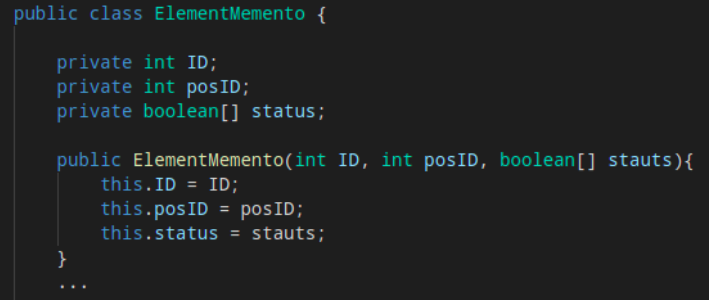 public class ElementMemento {
private int ID;
private int posID;
private boolean[] status;
public ElementMemento(int ID, int posID, boolean[] stauts){
this.ID = ID;
this.posID = posID;
this.status = stauts;
}
...